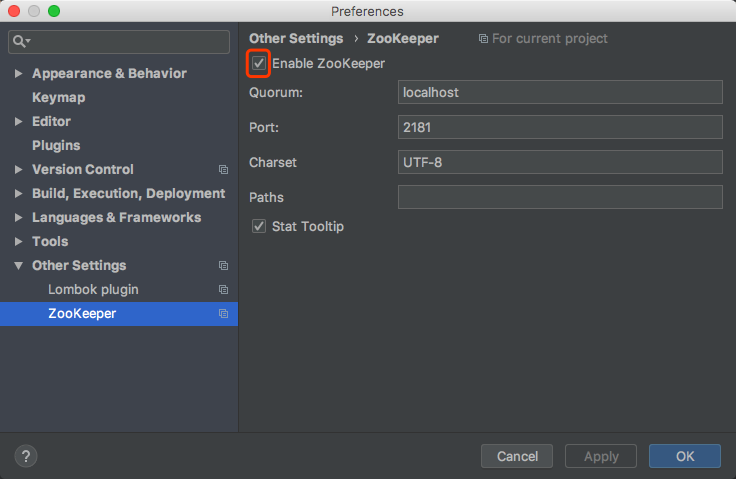 Preferences
Other Settings › ZooKeeper For current project
Enable ZooKeeper
Quorum: localhost
Port: 2181
Charset UTF-8
Paths
Stat Tooltip
Appearance & Behavior
Keymap
Editor
Plugins
Version Control
Build, Execution, Deployment
Languages & Frameworks
Tools
Other Settings
Lombok plugin
ZooKeeper
?
Cancel
Apply
OK